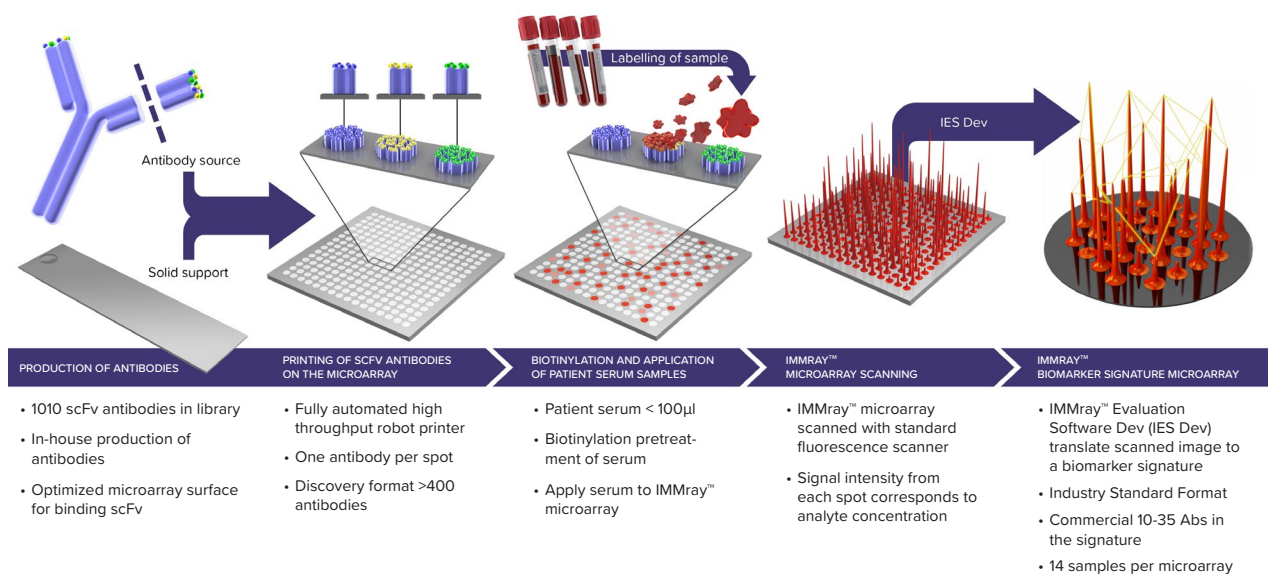 Labelling of sample
IES Dev
Antibody source
Solid support
PRODUCTION OF ANTIBODIES
• 1010 scFv antibodies in library
• In-house production of
antibodies
• Optimized microarray surface
for binding scFv
PRINTING OF SCFV ANTIBODIES
ON THE MICROARRAY
• Fully automated high
throughput robot printer
• One antibody per spot
• Discovery format >400
antibodies
BIOTINYLATION AND APPLICATION
OF PATIENT SERUM SAMPLES
• Patient serum < 100µl
• Biotinylation pretreat-
ment of serum
• Apply serum to IMMray™
microarray
IMMRAY™
MICROARRAY SCANNING
• IMMray™ microarray
scanned with standard
fluorescence scanner
• Signal intensity from
each spot corresponds to
analyte concentration
IMMRAY™
BIOMARKER SIGNATURE MICROARRAY
• IMMray™ Evaluation
Software Dev (IES Dev)
translate scanned image to
a biomarker signature
• Industry Standard Format
• Commercial 10-35 Abs in
the signature
• 14 samples per microarray